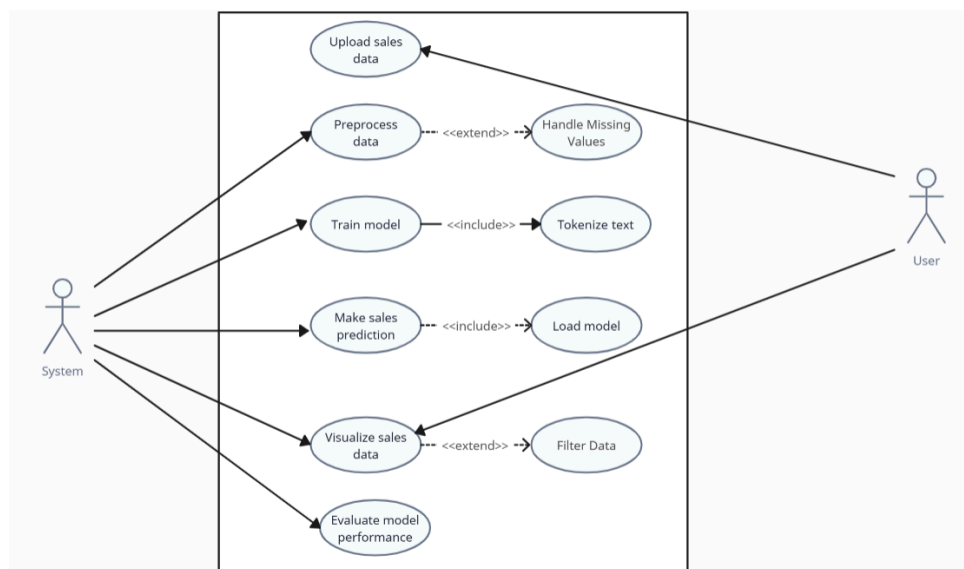 Upload sales
data
Preprocess
data
<<extend>>
Handle Missing
Values
Train model
<<include>>
Tokenize text
User
Make sales
prediction
<<include>>
Load model
System
Visualize sales
data
<<extend>>
Filter Data
Evaluate model
performance